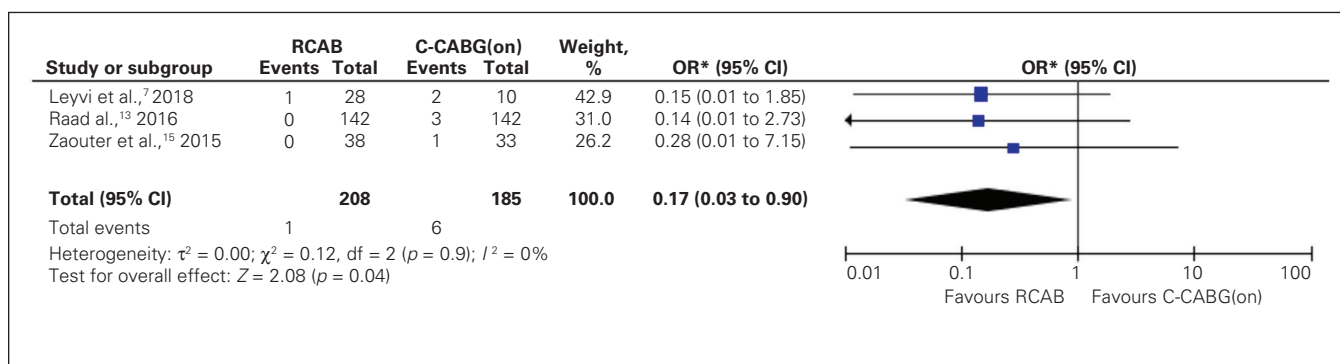 RCAB C-CABG(on) Weight,
Study or subgroup Events Total Events Total % OR* (95% CI) OR* (95% CI)
Leyvi et al.,⁷ 2018 1 28 2 10 42.9 0.15 (0.01 to 1.85)
Raad al.,¹³ 2016 0 142 3 142 31.0 0.14 (0.01 to 2.73)
Zaouter et al.,¹⁵ 2015 0 38 1 33 26.2 0.28 (0.01 to 7.15)
Total (95% CI) 208 185 100.0 0.17 (0.03 to 0.90)
Total events 1 6
Heterogeneity: τ² = 0.00; χ² = 0.12, df = 2 (p = 0.9); I² = 0%
Test for overall effect: Z = 2.08 (p = 0.04)
0.01 0.1 1 10 100
Favours RCAB Favours C-CABG(on)